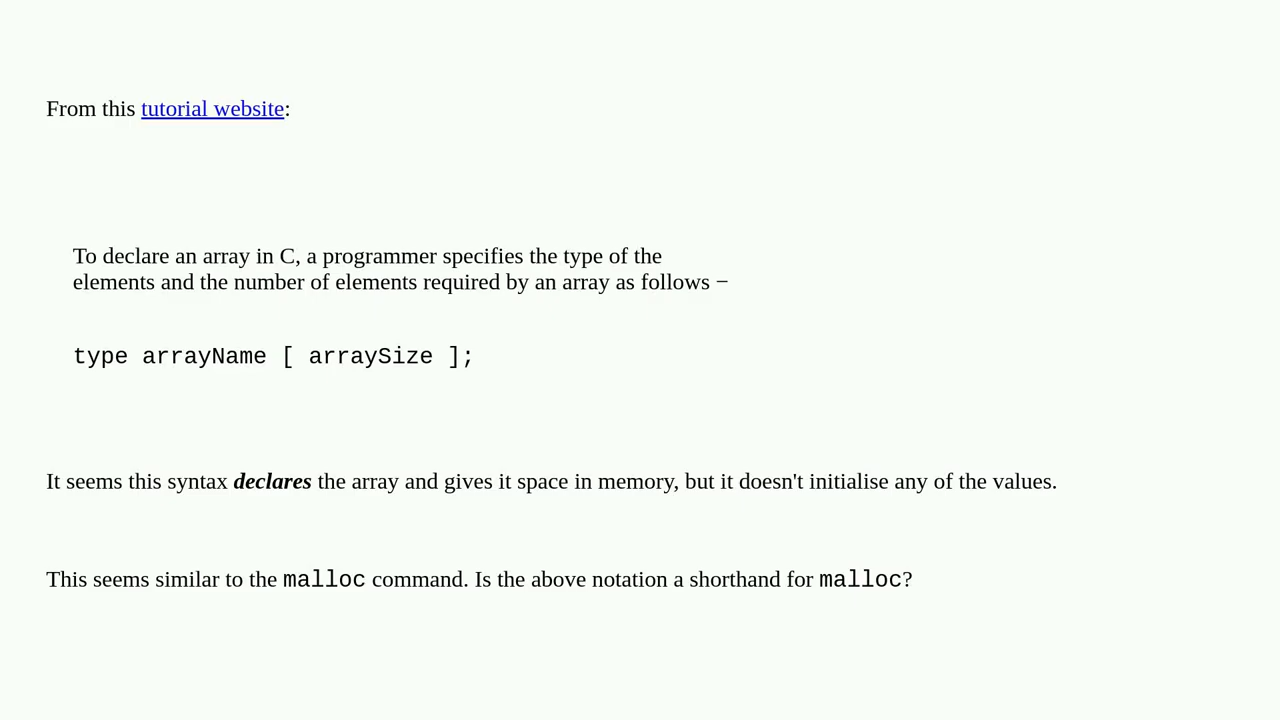 From this tutorial website:
To declare an array in C, a programmer specifies the type of the
elements and the number of elements required by an array as follows −
type arrayName [ arraySize ];
It seems this syntax declares the array and gives it space in memory, but it doesn't initialise any of the values.
This seems similar to the malloc command. Is the above notation a shorthand for malloc?